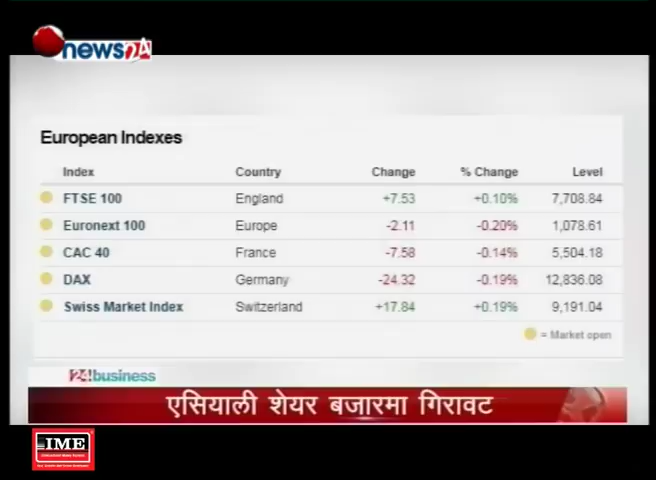 news24
European Indexes
Index Country Change % Change Level
FTSE 100 England +7.53 +0.10% 7,708.84
Euronext 100 Europe -2.11 -0.20% 1,078.61
CAC 40 France -7.58 -0.14% 5,504.18
DAX Germany -24.32 -0.19% 12,836.08
Swiss Market Index Switzerland +17.84 +0.19% 9,191.04
= Market open
24business
एसियाली शेयर बजारमा गिरावट
IME